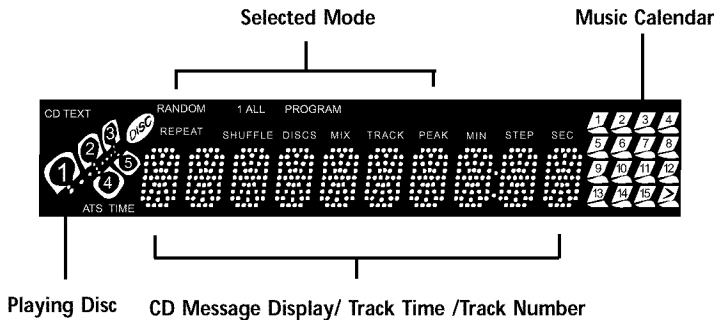 Selected Mode
Music Calendar
CD TEXT
RANDOM 1 ALL PROGRAM
REPEAT SHUFFLE DISCS MIX TRACK PEAK MIN STEP SEC
DISC
1 2 3 4 5
ATS TIME
1 2 3 4
5 6 7 8
9 10 11 12
13 14 15 >
Playing Disc
CD Message Display/ Track Time /Track Number